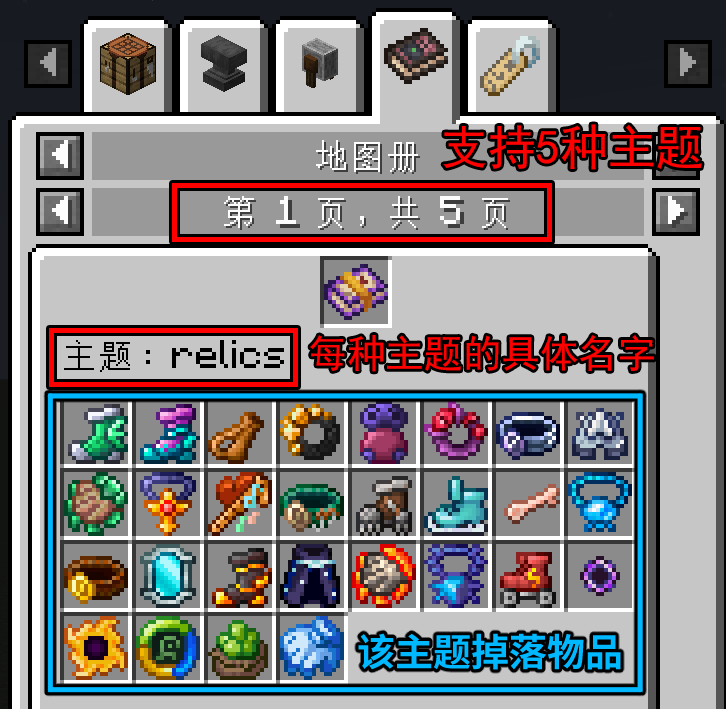 地图册
支持5种主题
第 1 页，共 5 页
主题：relics
每种主题的具体名字
该主题掉落物品